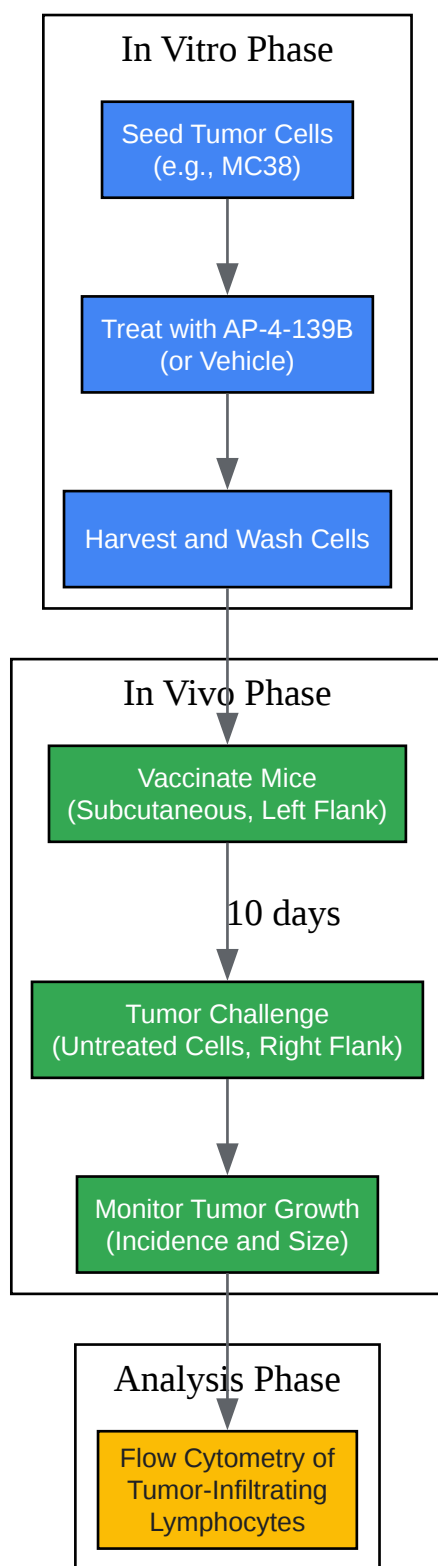 In Vitro Phase
Seed Tumor Cells
(e.g., MC38)
Treat with AP-4-139B
(or Vehicle)
Harvest and Wash Cells
In Vivo Phase
Vaccinate Mice
(Subcutaneous, Left Flank)
10 days
Tumor Challenge
(Untreated Cells, Right Flank)
Monitor Tumor Growth
(Incidence and Size)
Analysis Phase
Flow Cytometry of
Tumor-Infiltrating
Lymphocytes